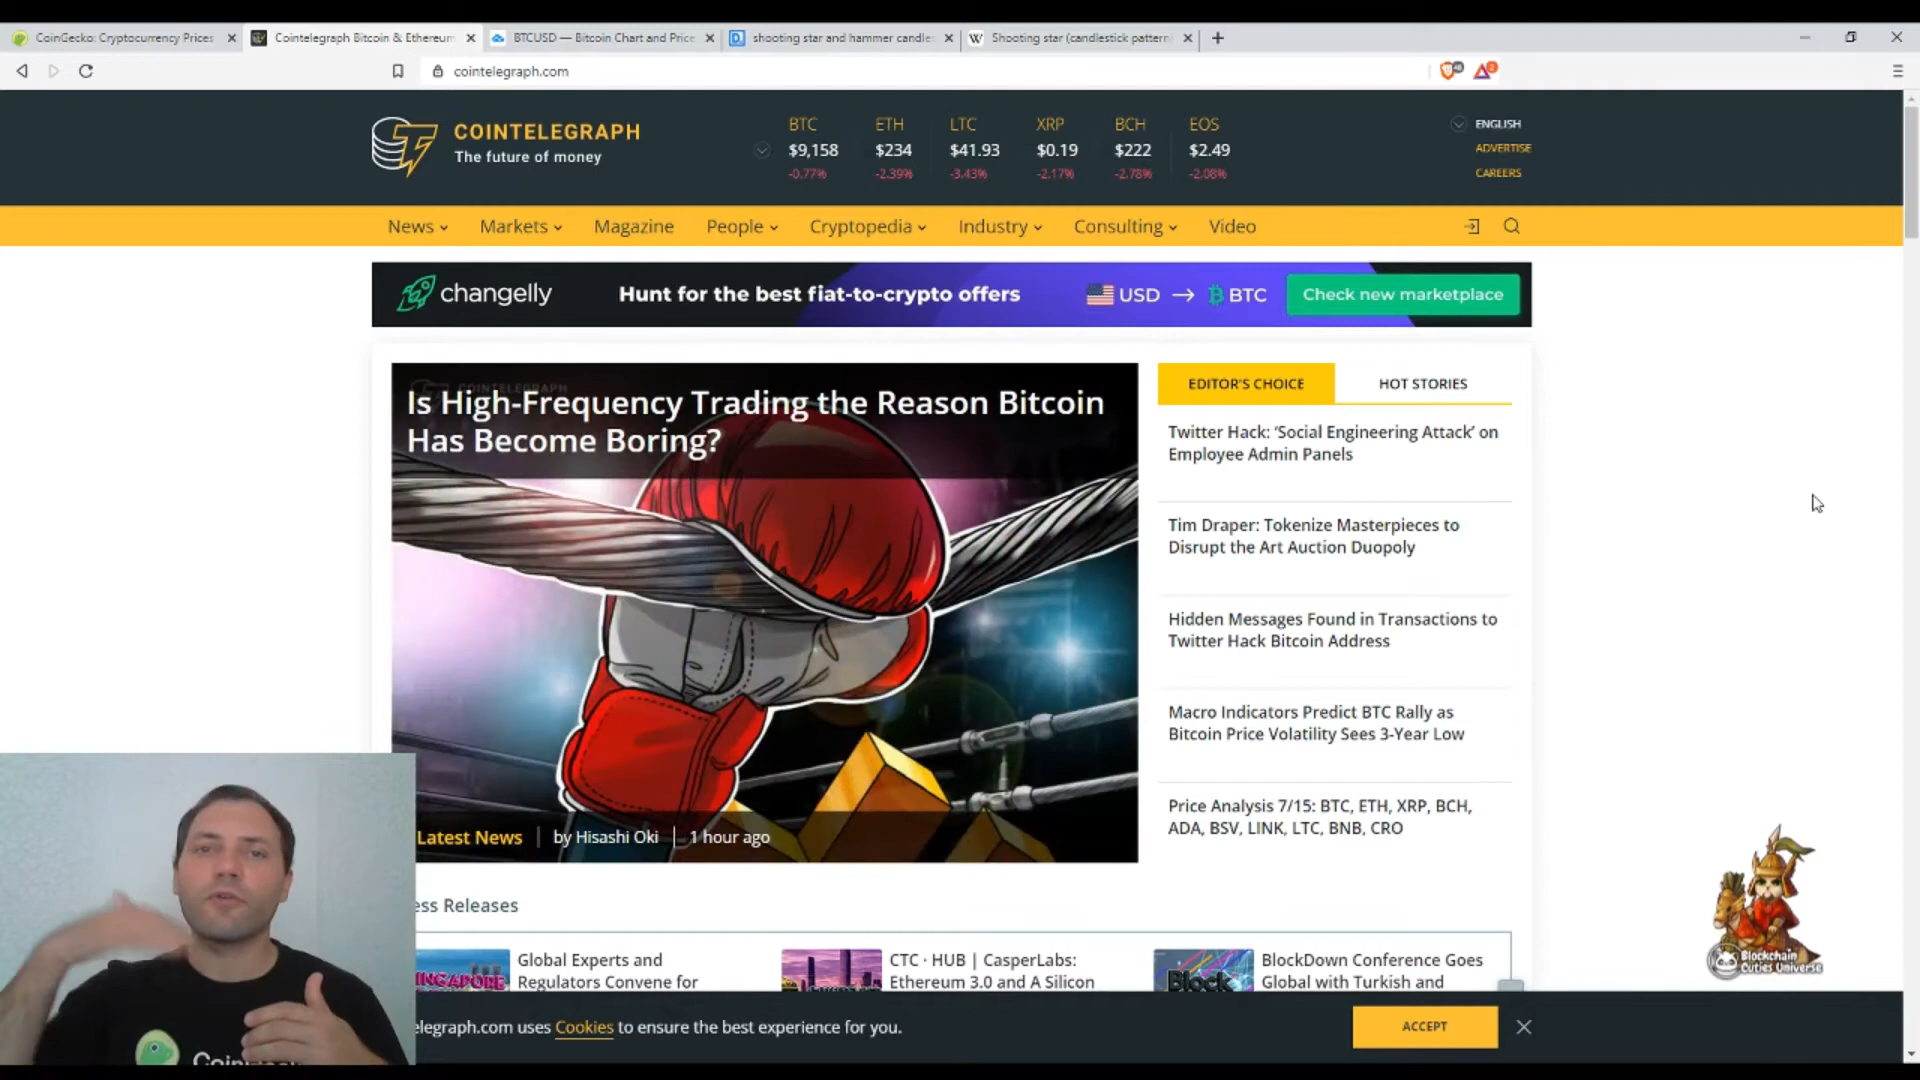 CoinGecko: Cryptocurrency Prices
Cointelegraph Bitcoin & Ethereum
BTCUSD — Bitcoin Chart and Price
shooting star and hammer candle
Shooting star (candlestick pattern
cointelegraph.com
COINTELEGRAPH
The future of money
BTC ETH LTC XRP BCH EOS
$9,158 $234 $41.93 $0.19 $222 $2.49
-0.77% -2.39% -3.43% -2.17% -2.78% -2.08%
ENGLISH
ADVERTISE
CAREERS
News Markets Magazine People Cryptopedia Industry Consulting Video
changelly Hunt for the best fiat-to-crypto offers USD → BTC Check new marketplace
COINTELEGRAPH
Is High-Frequency Trading the Reason Bitcoin
Has Become Boring?
Latest News | by Hisashi Oki | 1 hour ago
EDITOR'S CHOICE HOT STORIES
Twitter Hack: ‘Social Engineering Attack’ on
Employee Admin Panels
Tim Draper: Tokenize Masterpieces to
Disrupt the Art Auction Duopoly
Hidden Messages Found in Transactions to
Twitter Hack Bitcoin Address
Macro Indicators Predict BTC Rally as
Bitcoin Price Volatility Sees 3-Year Low
Price Analysis 7/15: BTC, ETH, XRP, BCH,
ADA, BSV, LINK, LTC, BNB, CRO
ess Releases
Global Experts and
Regulators Convene for
CTC · HUB | CasperLabs:
Ethereum 3.0 and A Silicon
Block
BlockDown Conference Goes
Global with Turkish and
Blockchain
Cuties Universe
elegraph.com uses Cookies to ensure the best experience for you.
ACCEPT